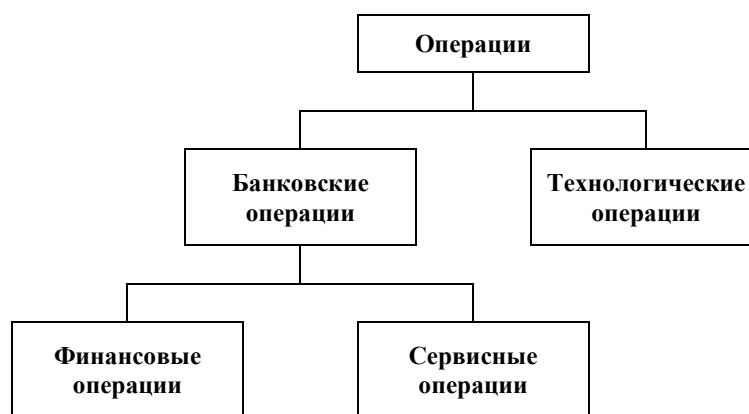 Операции
Банковские
операции
Технологические
операции
Финансовые
операции
Сервисные
операции